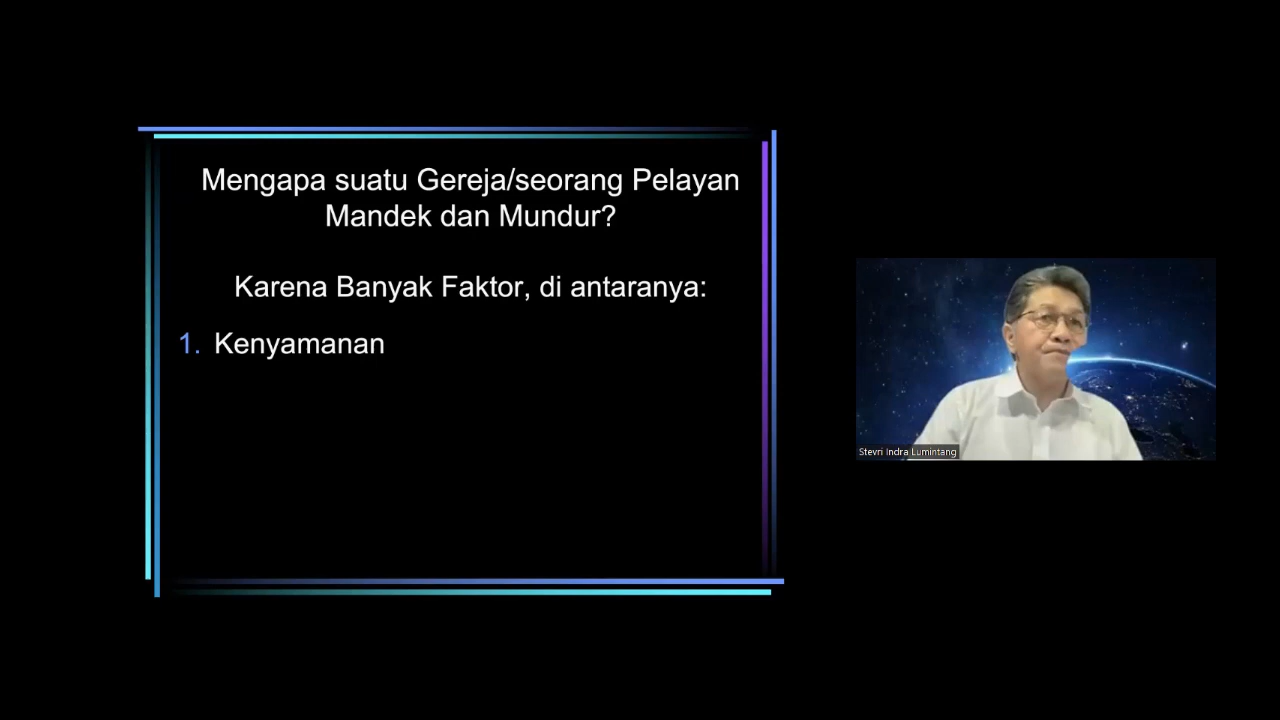 Mengapa suatu Gereja/seorang Pelayan
Mandek dan Mundur?
Karena Banyak Faktor, di antaranya:
1. Kenyamanan
Stevri Indra Lumintang